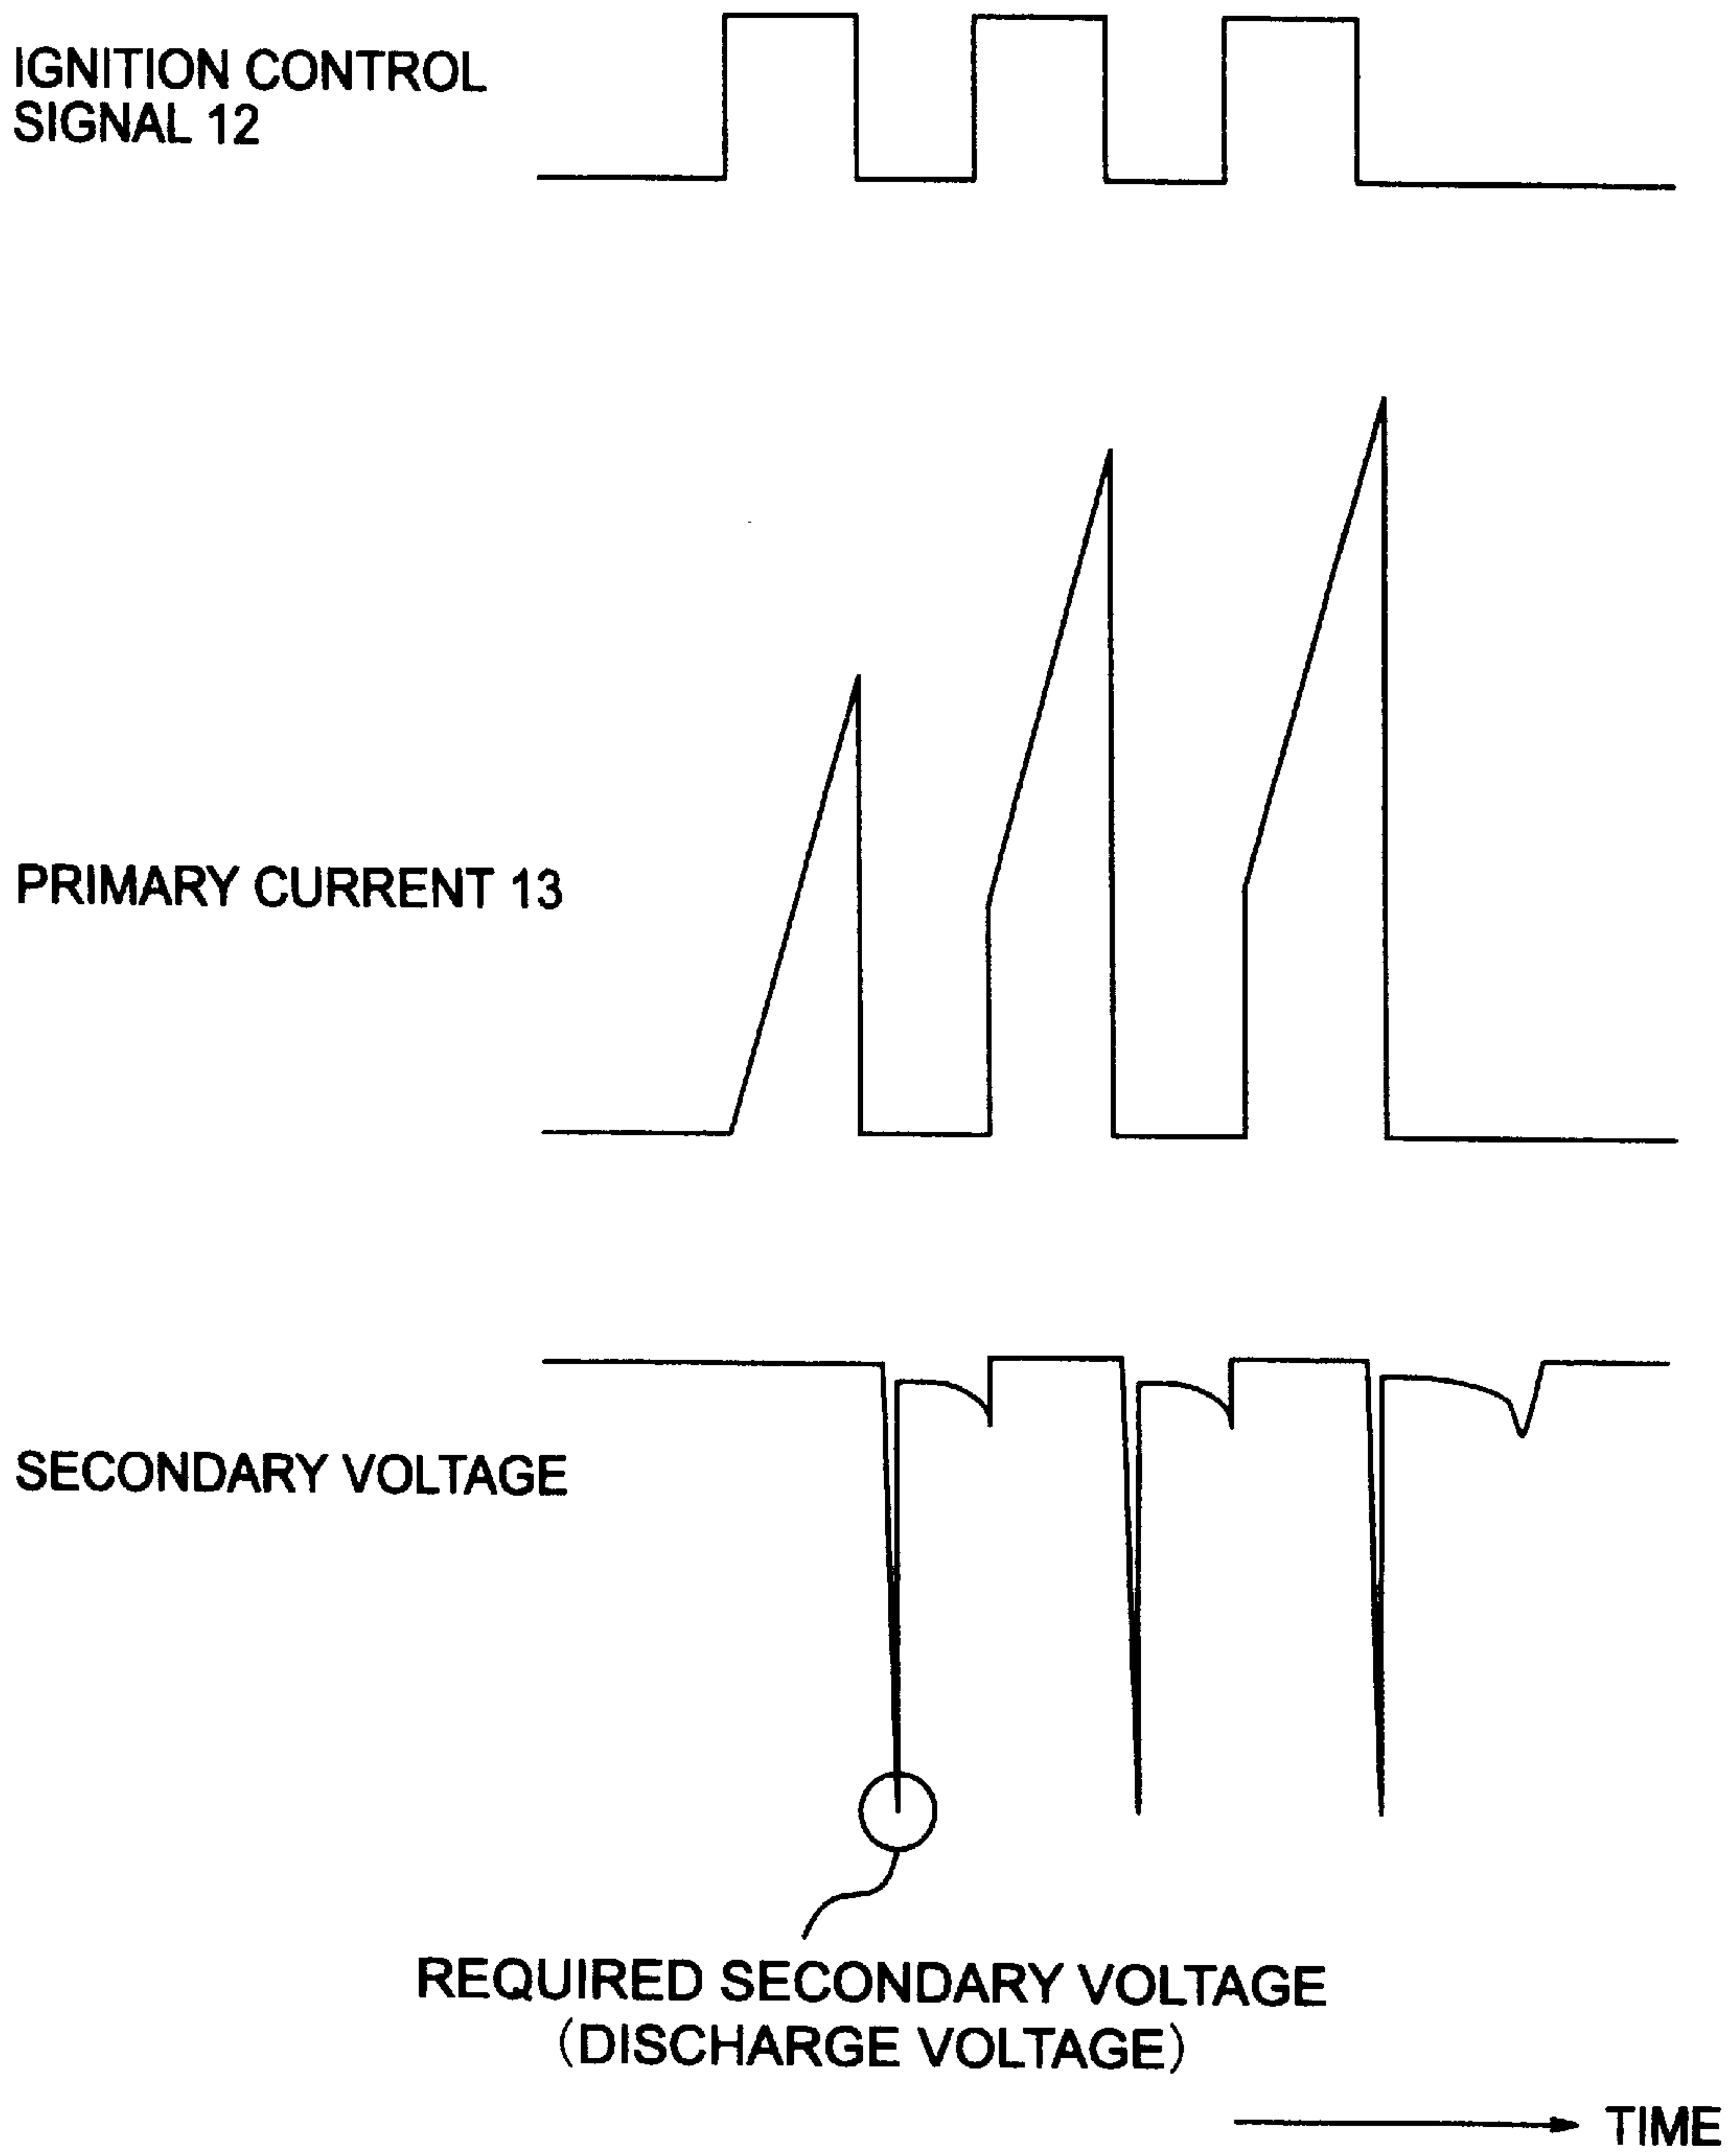 IGNITION CONTROL
SIGNAL 12
PRIMARY CURRENT 13
SECONDARY VOLTAGE
REQUIRED SECONDARY VOLTAGE
(DISCHARGE VOLTAGE)
TIME